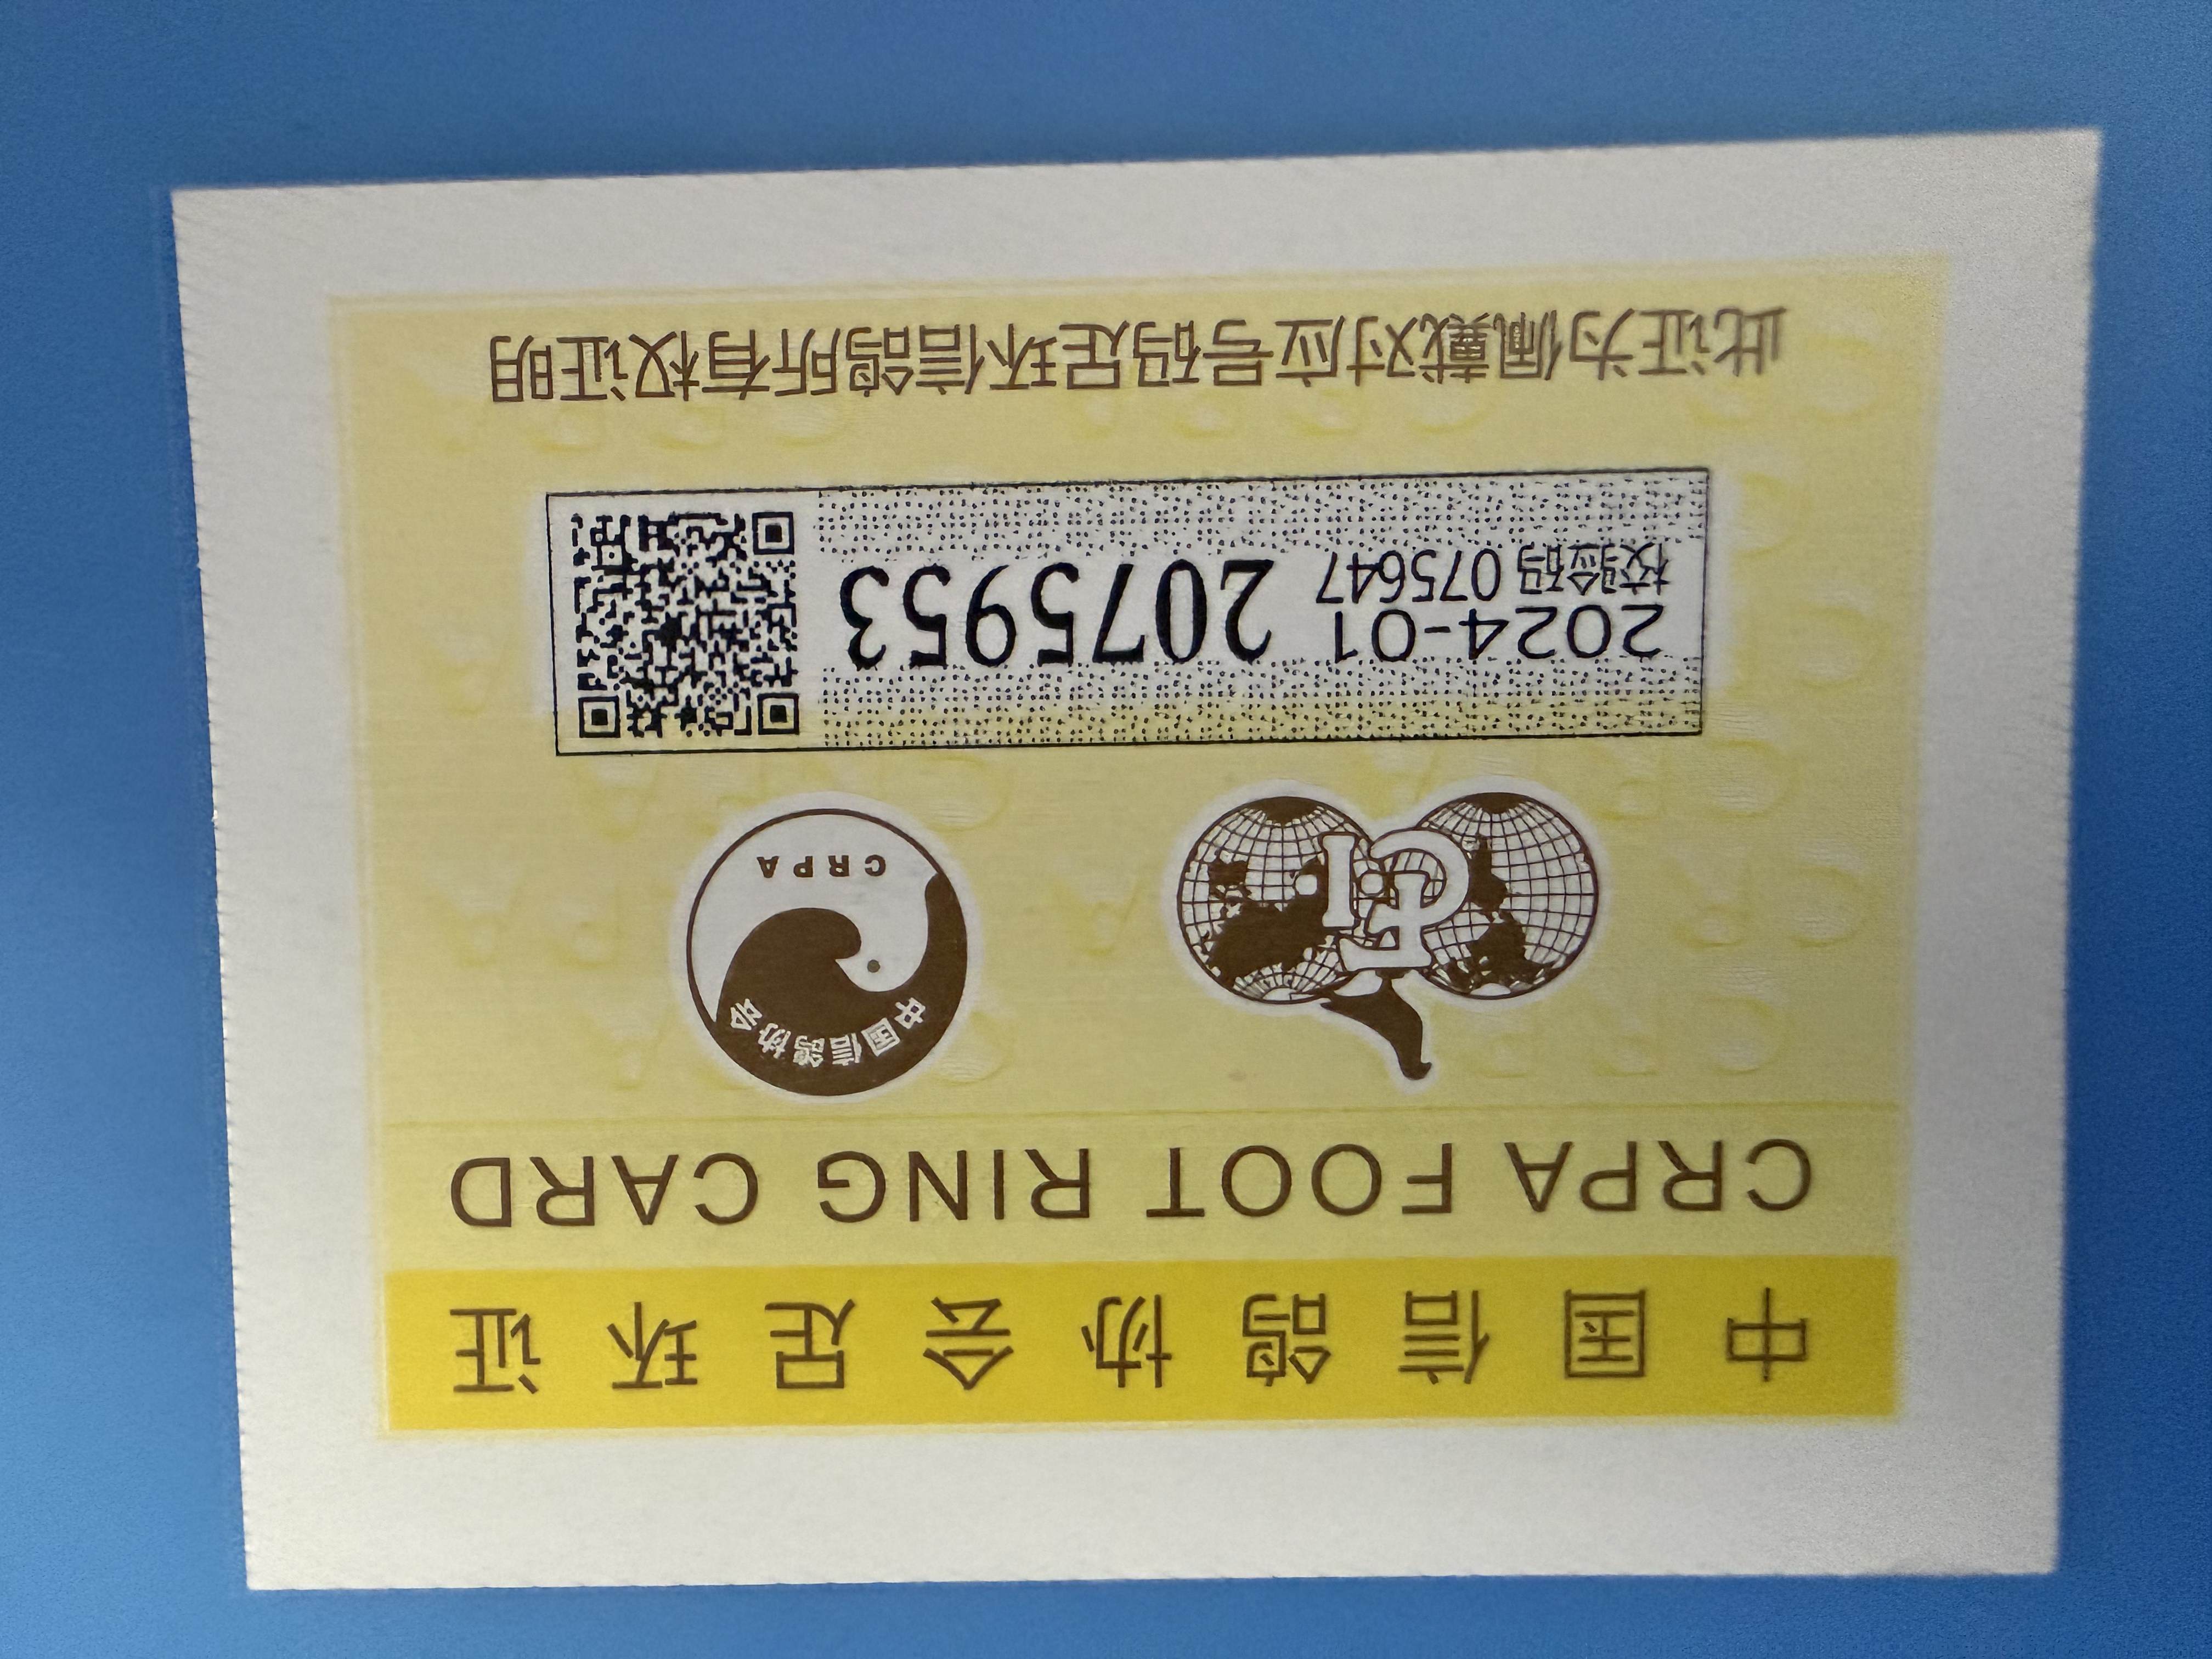 中国信鸽协会足环证
CRPA FOOT RING CARD
FCI
中国信鸽协会
CRPA
2024-01 2075953
校验码 075647
此证为佩戴对应号码足环信鸽所有权证明